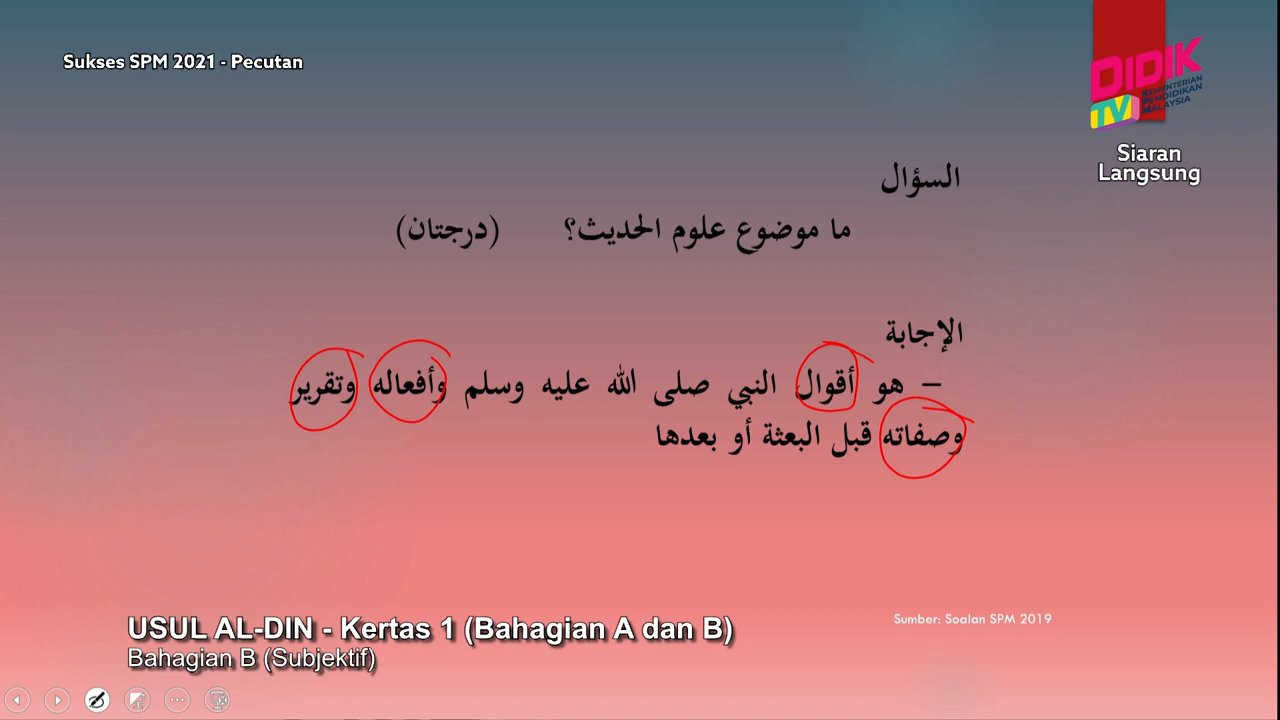 Sukses SPM 2021 - Pecutan
DIDIK
TV
KEMENTERIAN
PENDIDIKAN
MALAYSIA
Siaran
Langsung
السؤال
ما موضوع علوم الحديث؟ (درجتان)
الإجابة
– هو أقوال النبي صلى الله عليه وسلم وأفعاله وتقرير
وصفاته قبل البعثة أو بعدها
Sumber: Soalan SPM 2019
USUL AL-DIN - Kertas 1 (Bahagian A dan B)
Bahagian B (Subjektif)